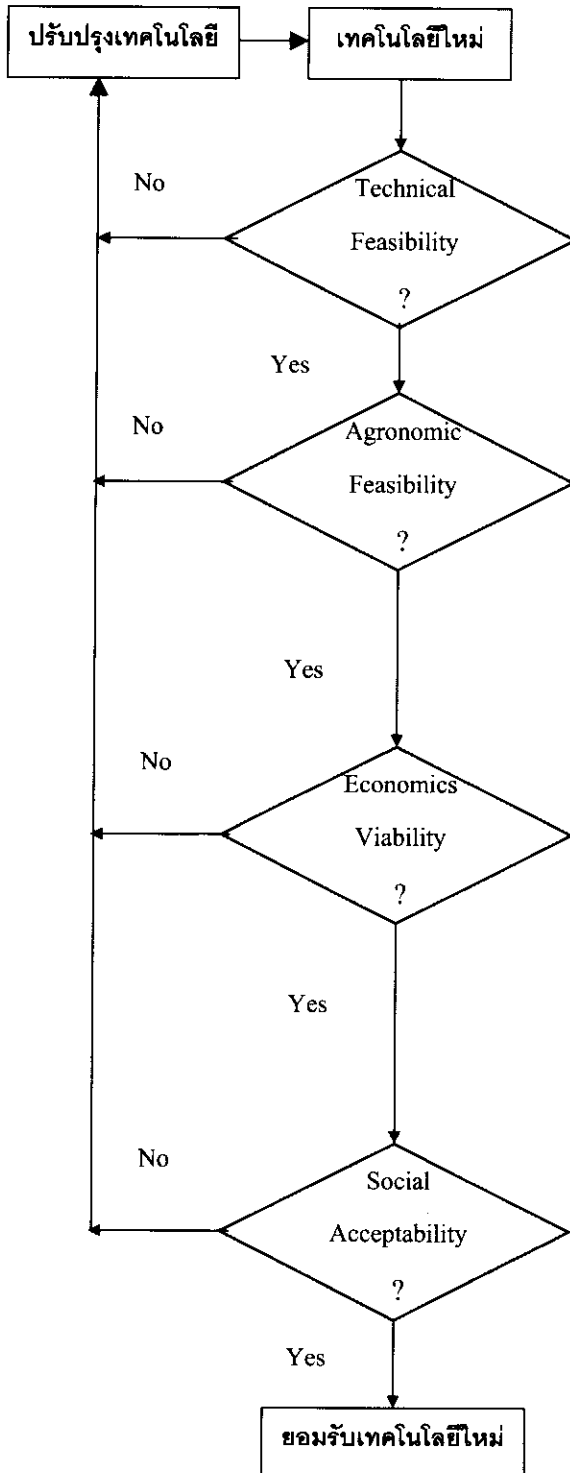 ปรับปรุงเทคโนโลยี
เทคโนโลยีใหม่
No
Technical
Feasibility
?
Yes
No
Agronomic
Feasibility
?
Yes
No
Economics
Viability
?
Yes
No
Social
Acceptability
?
Yes
ยอมรับเทคโนโลยีใหม่